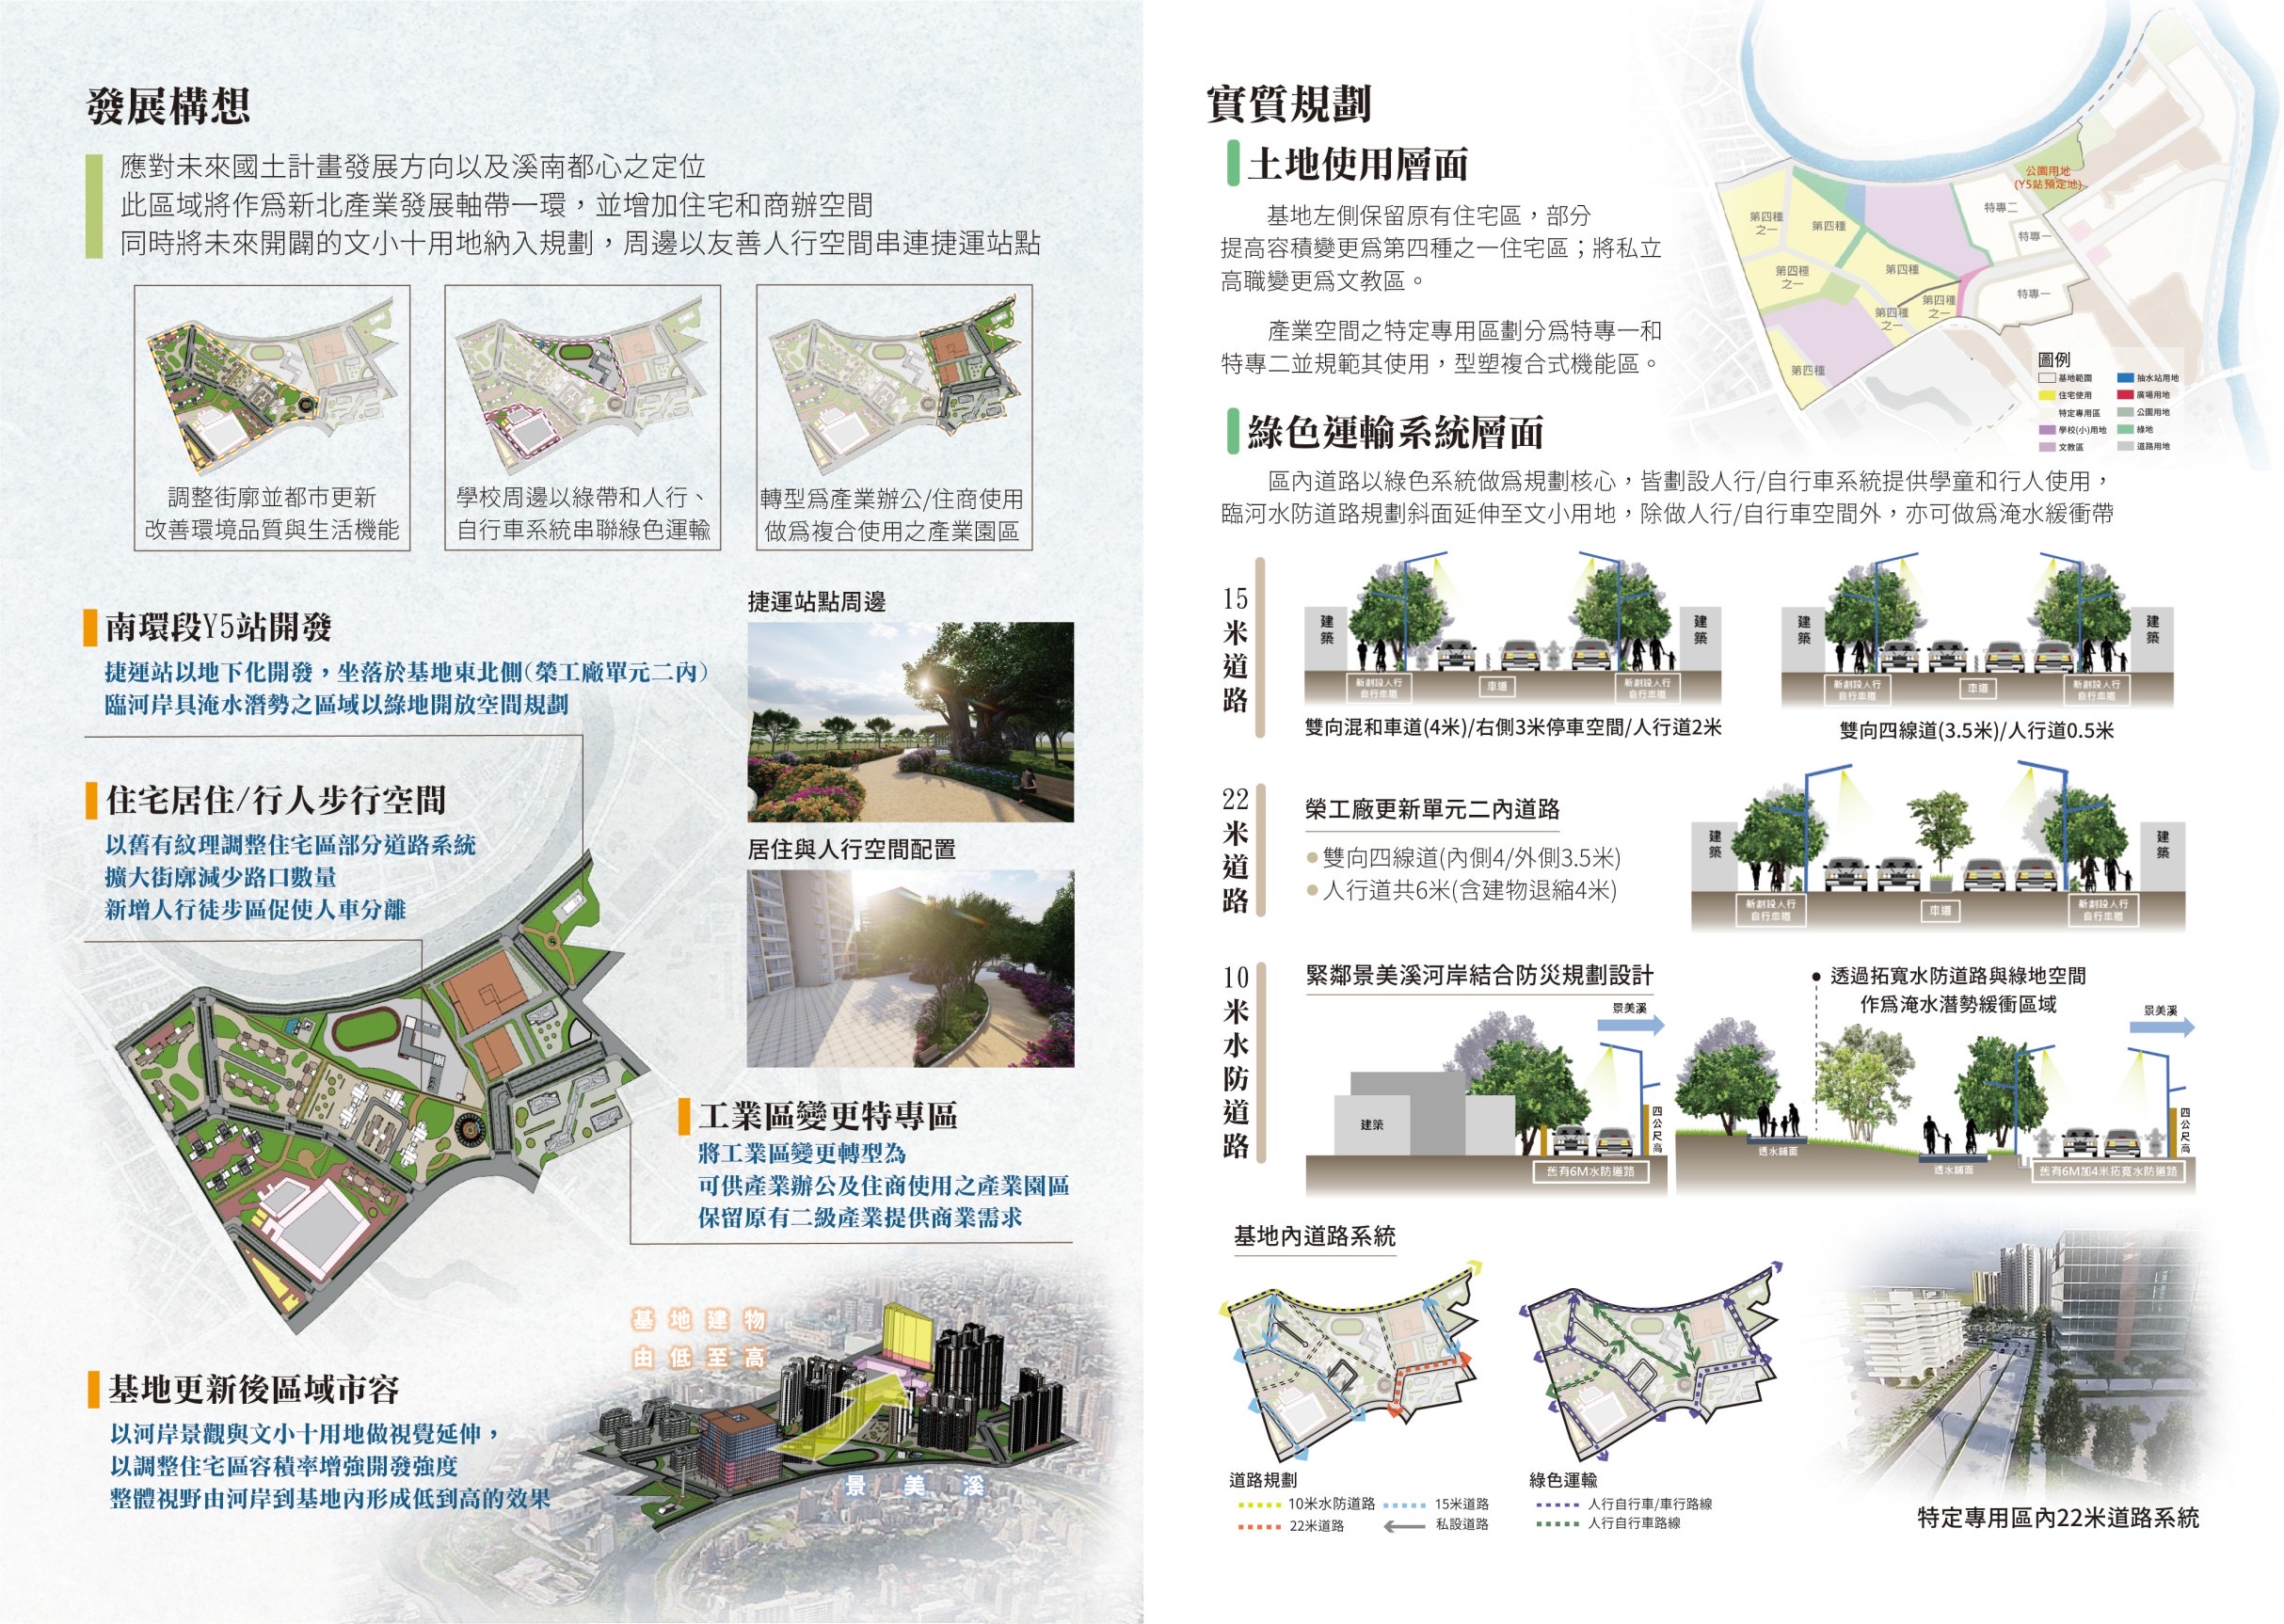 發展構想
應對未來國土計畫發展方向以及溪南都心之定位
此區域將作為新北產業發展軸帶一環，並增加住宅和商辦空間
同時將未來開闢的文小十用地納入規劃，周邊以友善人行空間串連捷運站點
調整街廓並都市更新
改善環境品質與生活機能
學校周邊以綠帶和人行、
自行車系統串聯綠色運輸
轉型為產業辦公/住商使用
做為複合使用之產業園區
南環段Y5站開發
捷運站以地下化開發，坐落於基地東北側(榮工廠單元二內)
臨河岸具淹水潛勢之區域以綠地開放空間規劃
住宅居住/行人步行空間
以舊有紋理調整住宅區部分道路系統
擴大街廓減少路口數量
新增人行徒步區促使人車分離
捷運站點周邊
居住與人行空間配置
工業區變更特專區
將工業區變更轉型為
可供產業辦公及住商使用之產業園區
保留原有二級產業提供商業需求
基地建物
由低至高
景美溪
基地更新後區域市容
以河岸景觀與文小十用地做視覺延伸，
以調整住宅區容積率增強開發強度
整體視野由河岸到基地內形成低到高的效果
實質規劃
土地使用層面
基地左側保留原有住宅區，部分
提高容積變更為第四種之一住宅區；將私立
高職變更為文教區。
產業空間之特定專用區劃分為特專一和
特專二並規範其使用，型塑複合式機能區。
公園用地
(Y5站預定地)
特專二
特專一
特專一
第四種
之一
第四種
第四種
之一
第四種
第四種
之一
第四種
之一
第四種
圖例
基地範圍
抽水站用地
住宅使用
廣場用地
特定專用區
公園用地
學校(小)用地
綠地
文教區
道路用地
綠色運輸系統層面
區內道路以綠色系統做為規劃核心，皆劃設人行/自行車系統提供學童和行人使用，
臨河水防道路規劃斜面延伸至文小用地，除做人行/自行車空間外，亦可做為淹水緩衝帶
15米道路
建築
新劃設人行
自行車道
車道
新劃設人行
自行車道
建築
雙向混和車道(4米)/右側3米停車空間/人行道2米
建築
新劃設人行
自行車道
車道
新劃設人行
自行車道
建築
雙向四線道(3.5米)/人行道0.5米
22米道路
榮工廠更新單元二內道路
雙向四線道(內側4/外側3.5米)
人行道共6米(含建物退縮4米)
建築
新劃設人行
自行車道
車道
新劃設人行
自行車道
建築
10米水防道路
緊鄰景美溪河岸結合防災規劃設計
景美溪
建築
四公尺高
舊有6M水防道路
透過拓寬水防道路與綠地空間
作為淹水潛勢緩衝區域
景美溪
透水鋪面
透水鋪面
四公尺高
舊有6M加4米拓寬水防道路
基地內道路系統
道路規劃
10米水防道路
15米道路
22米道路
私設道路
綠色運輸
人行自行車/車行路線
人行自行車路線
特定專用區內22米道路系統